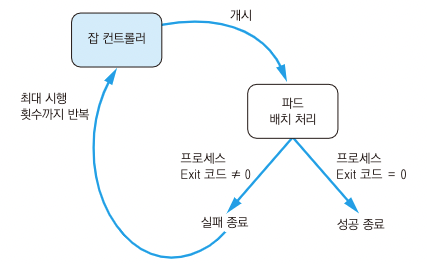 잡 컨트롤러
개시
최대 시행
횟수까지 반복
파드
배치 처리
프로세스
Exit 코드 ≠ 0
프로세스
Exit 코드 = 0
실패 종료
성공 종료